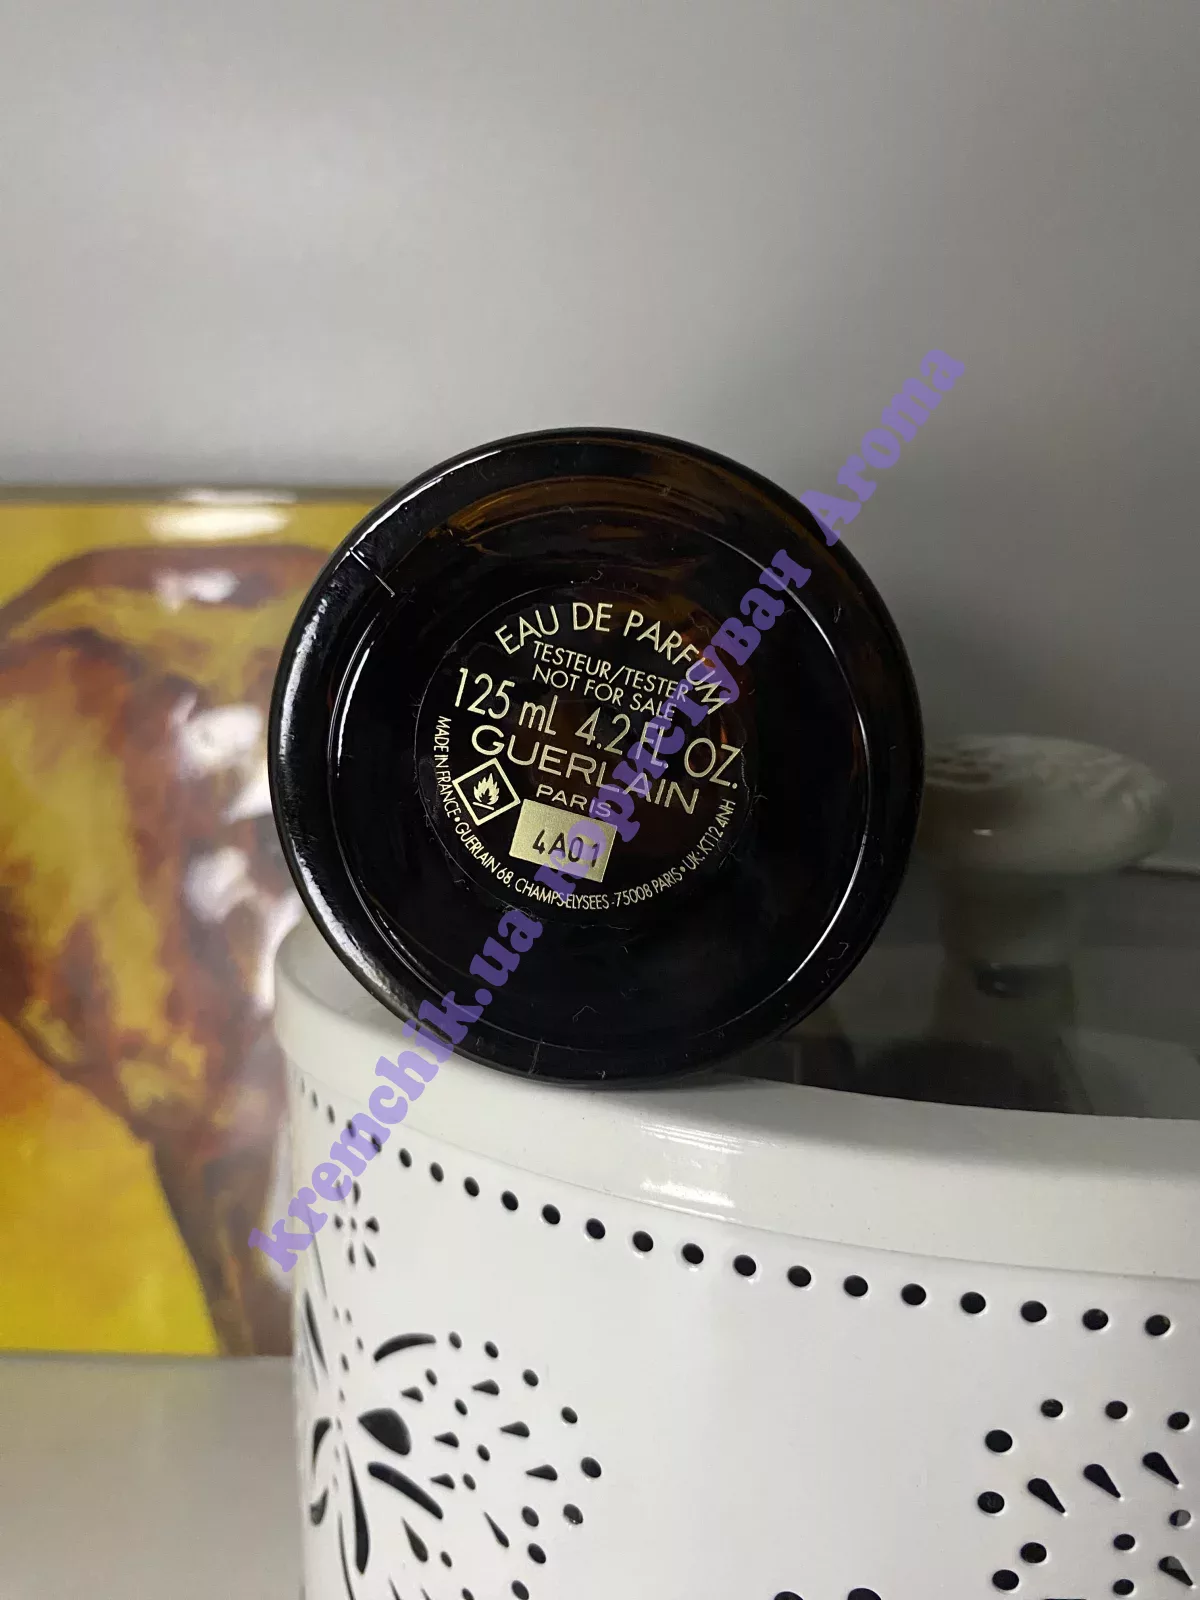 EAU DE PARFUM
TESTEUR/TESTER
NOT FOR SALE
125 mL 4.2 FL OZ.
GUERLAIN
PARIS
4A01
MADE IN FRANCE • GUERLAIN 68, CHAMPS-ELYSEES - 75008 PARIS • UK: KT12 4NH
kremchik.ua користуВач Aroma